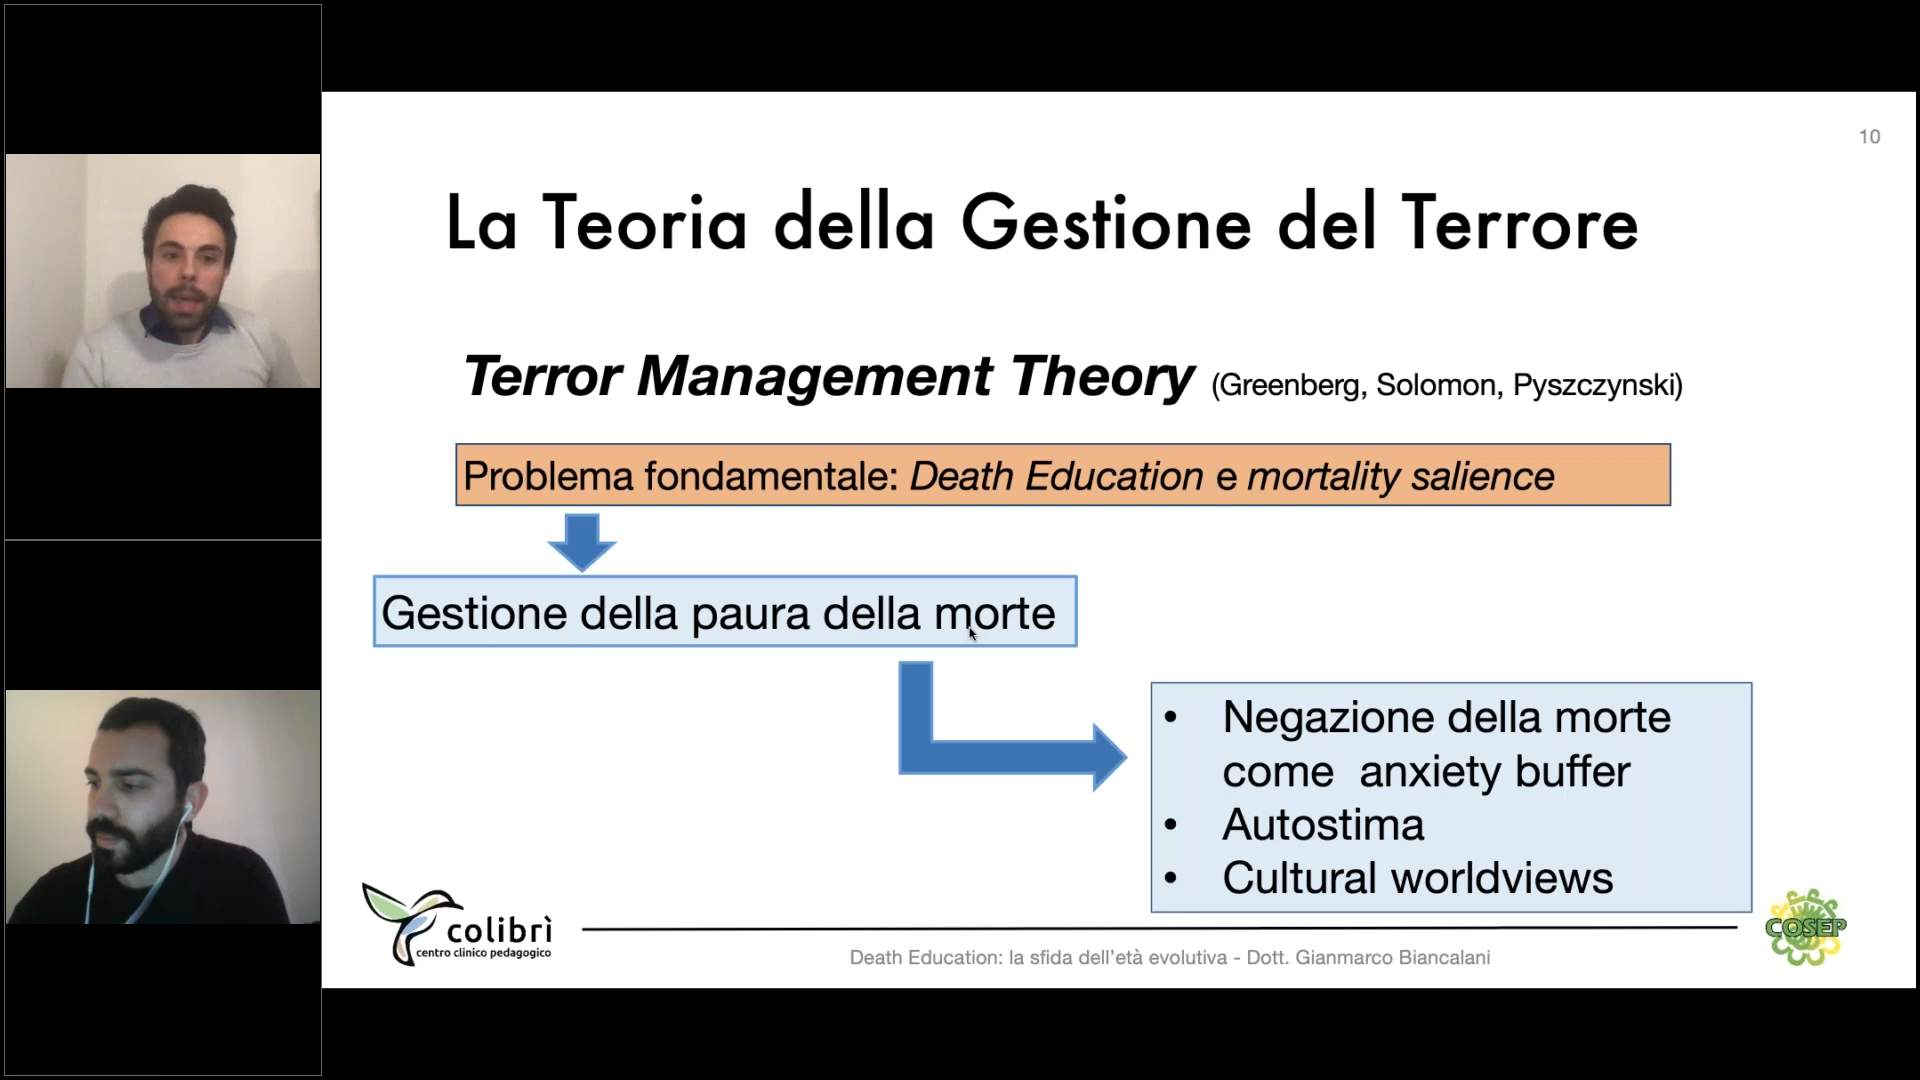 10
La Teoria della Gestione del Terrore
Terror Management Theory (Greenberg, Solomon, Pyszczynski)
Problema fondamentale: Death Education e mortality salience
Gestione della paura della morte
• Negazione della morte
come anxiety buffer
• Autostima
• Cultural worldviews
colibrì
centro clinico pedagogico
COSEP
Death Education: la sfida dell'età evolutiva - Dott. Gianmarco Biancalani